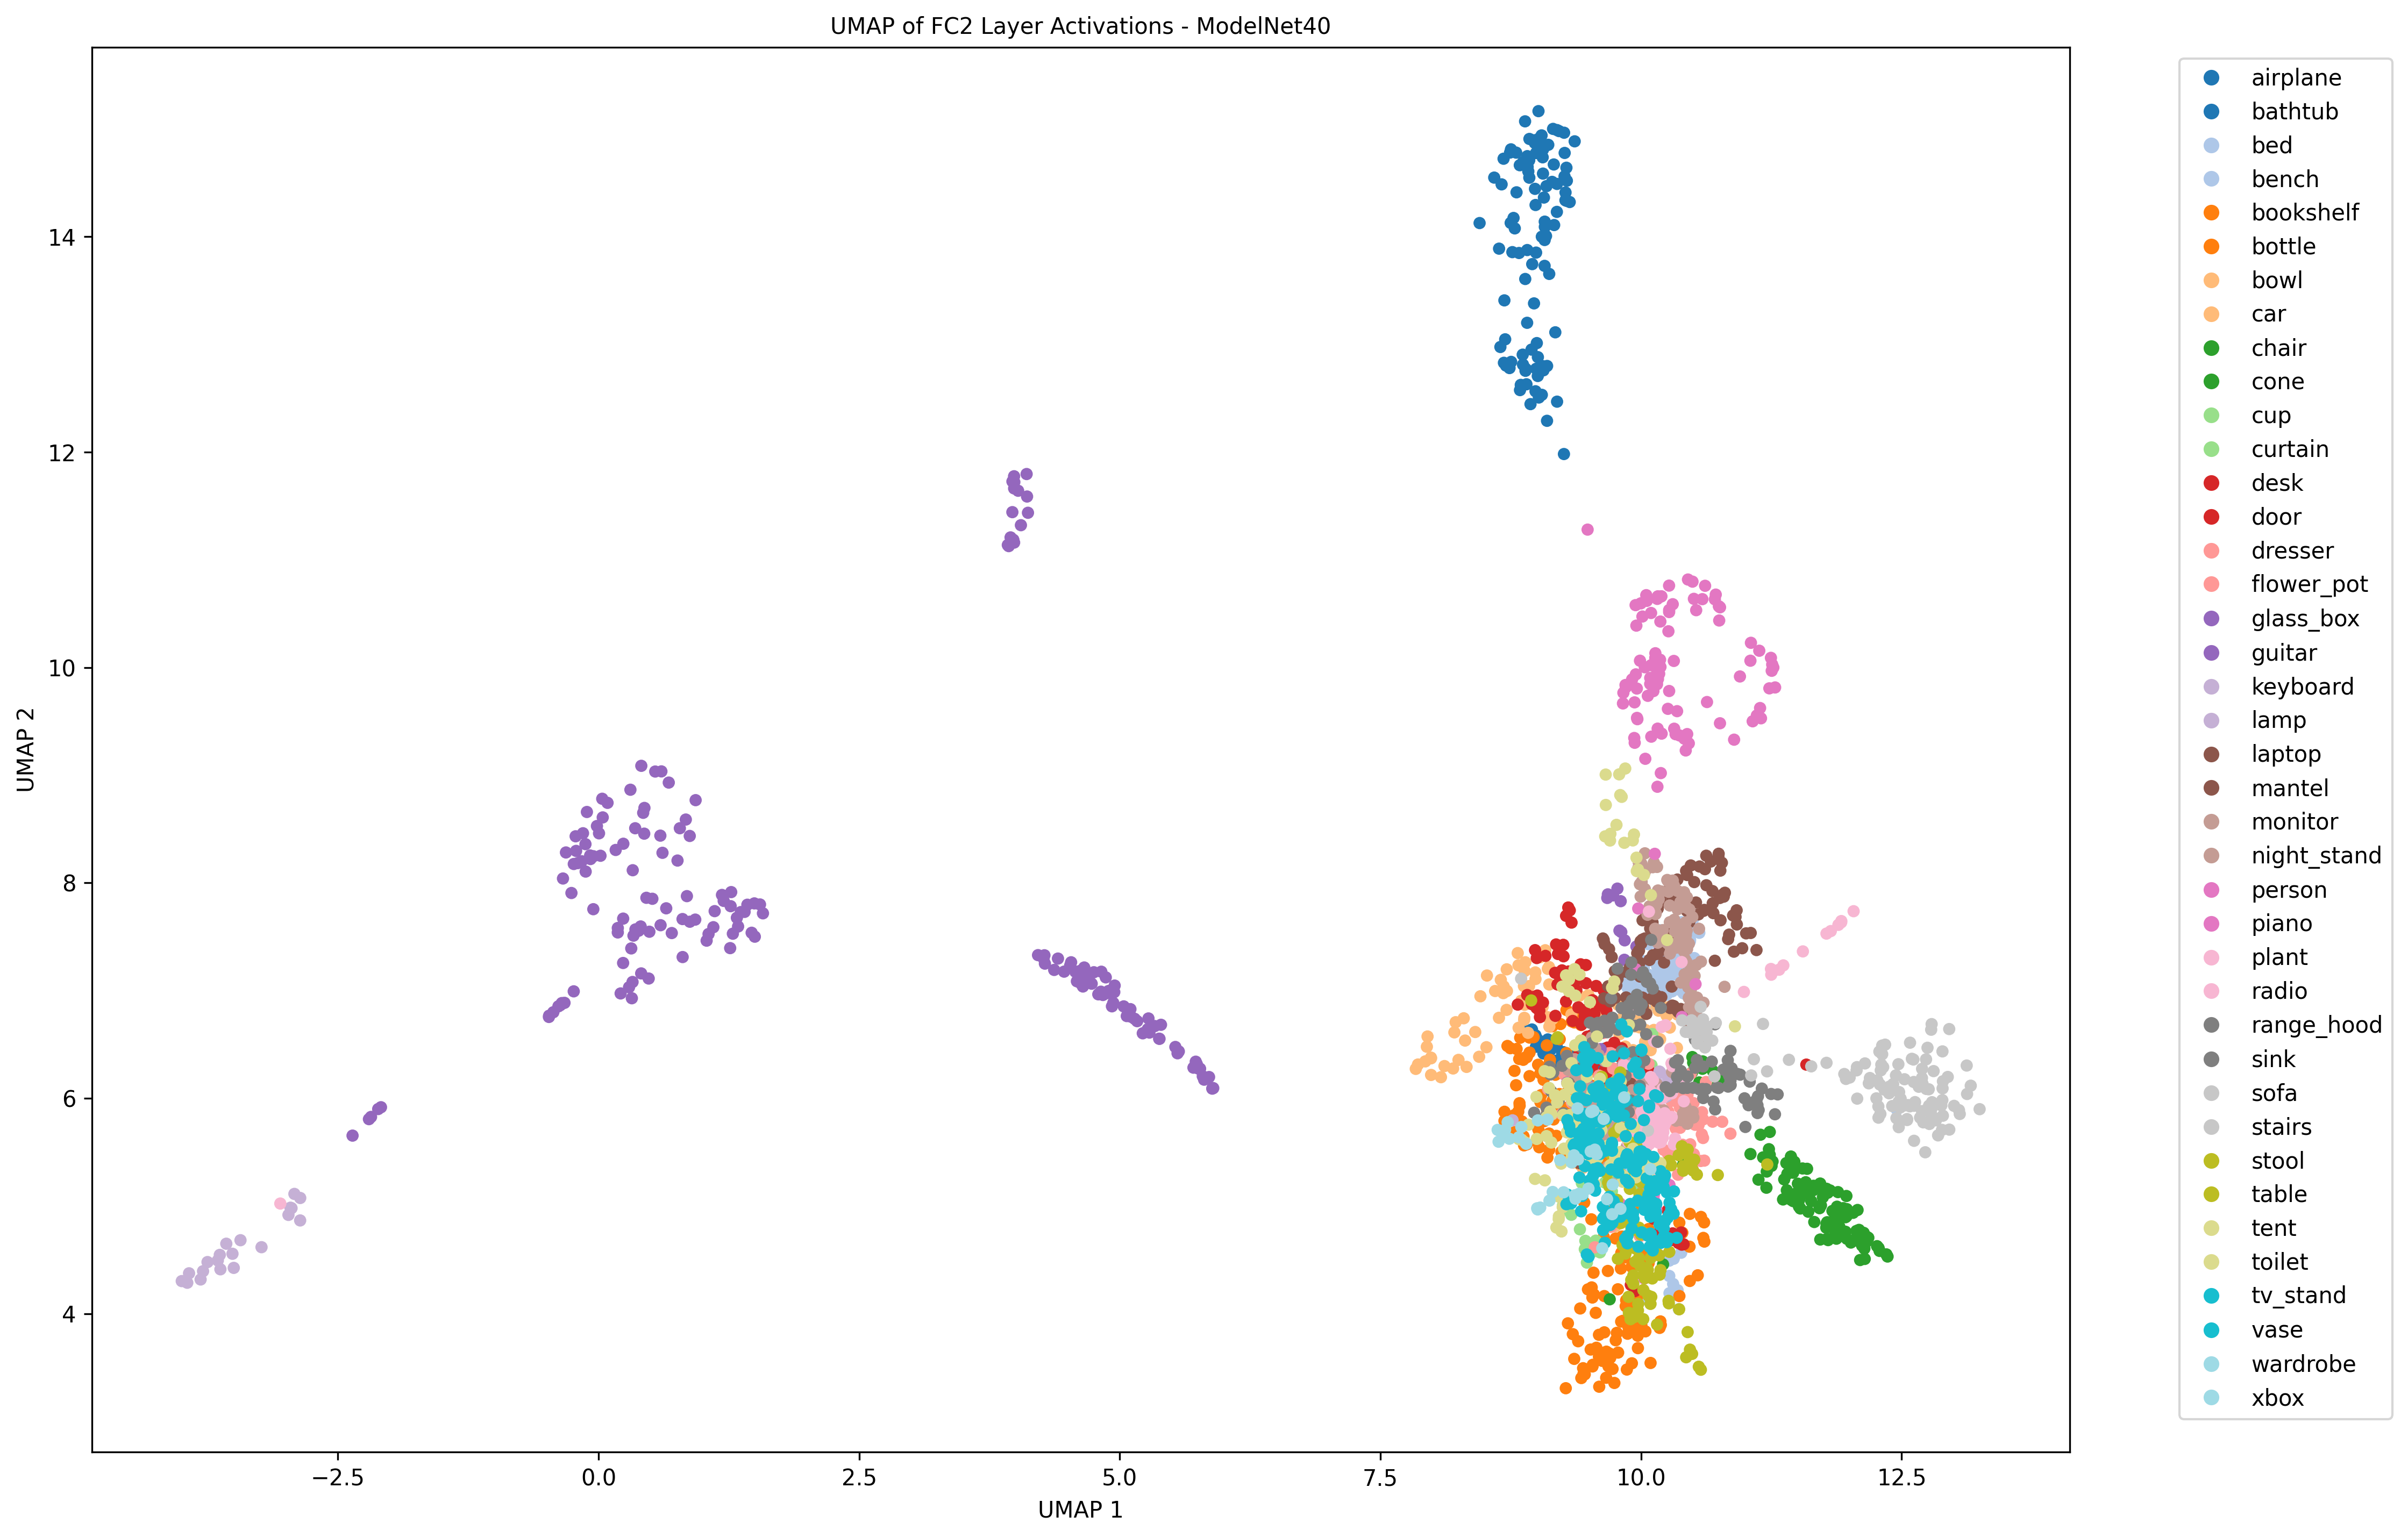 UMAP of FC2 Layer Activations - ModelNet40
14
12
10
8
6
4
UMAP 2
−2.5
0.0
2.5
5.0
7.5
10.0
12.5
UMAP 1
airplane
bathtub
bed
bench
bookshelf
bottle
bowl
car
chair
cone
cup
curtain
desk
door
dresser
flower_pot
glass_box
guitar
keyboard
lamp
laptop
mantel
monitor
night_stand
person
piano
plant
radio
range_hood
sink
sofa
stairs
stool
table
tent
toilet
tv_stand
vase
wardrobe
xbox